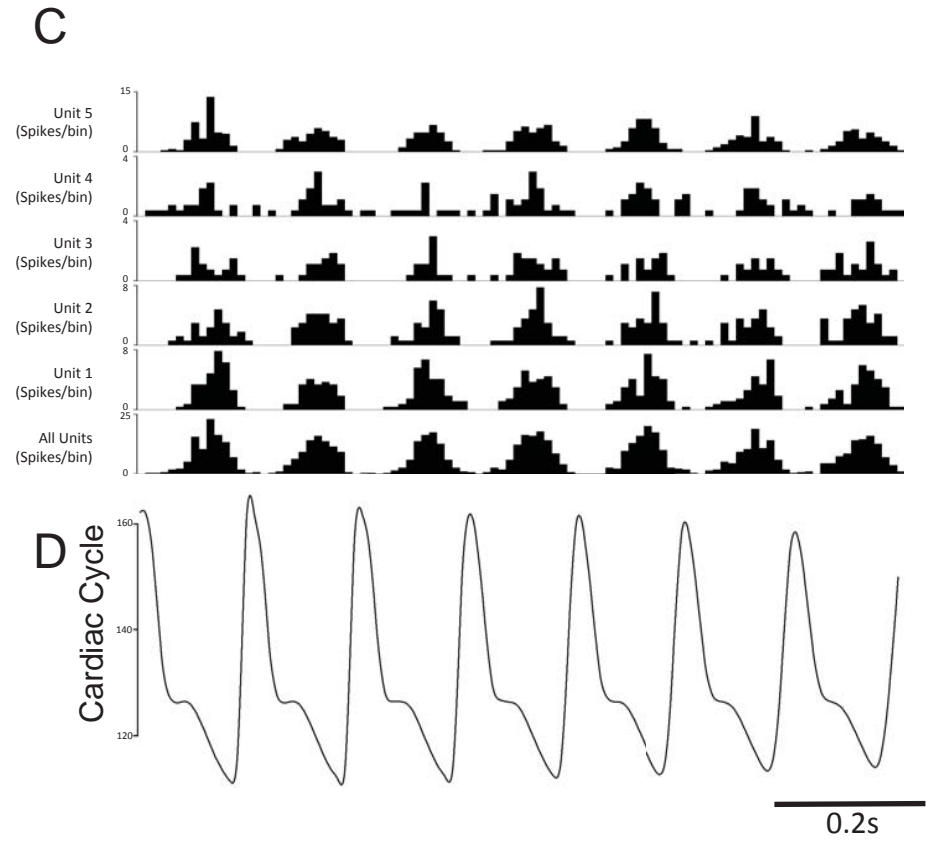 C
15
Unit 5
(Spikes/bin)
0
4
Unit 4
(Spikes/bin)
0
4
Unit 3
(Spikes/bin)
0
8
Unit 2
(Spikes/bin)
0
8
Unit 1
(Spikes/bin)
0
25
All Units
(Spikes/bin)
0
D
Cardiac Cycle
160
140
120
0.2s